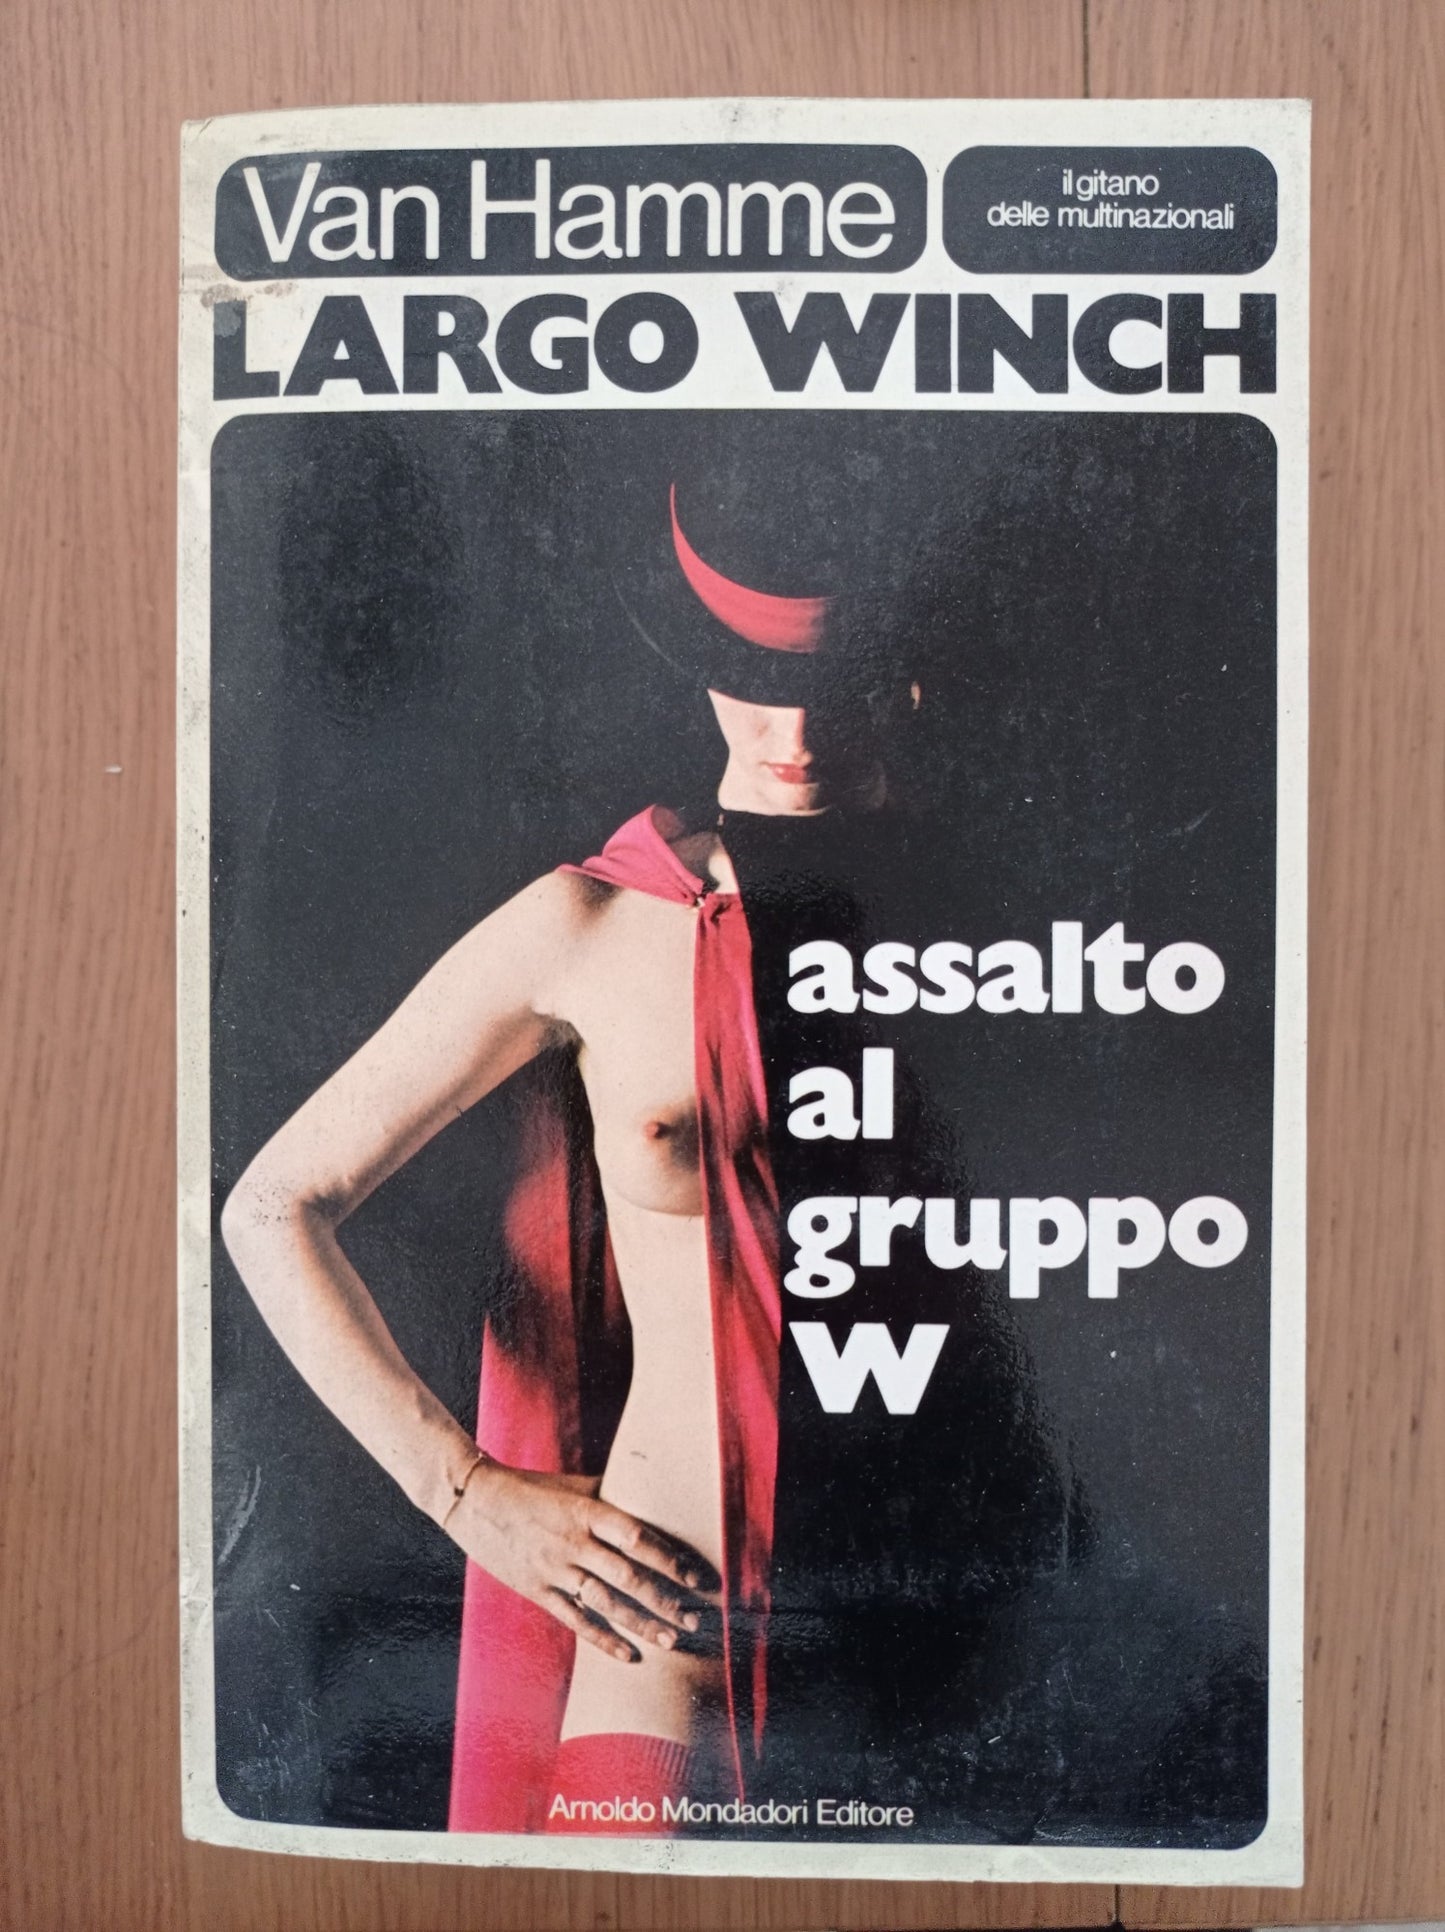 Van Hamme
il gitano
delle multinazionali
LARGO WINCH
assalto
al
gruppo
W
Arnoldo Mondadori Editore